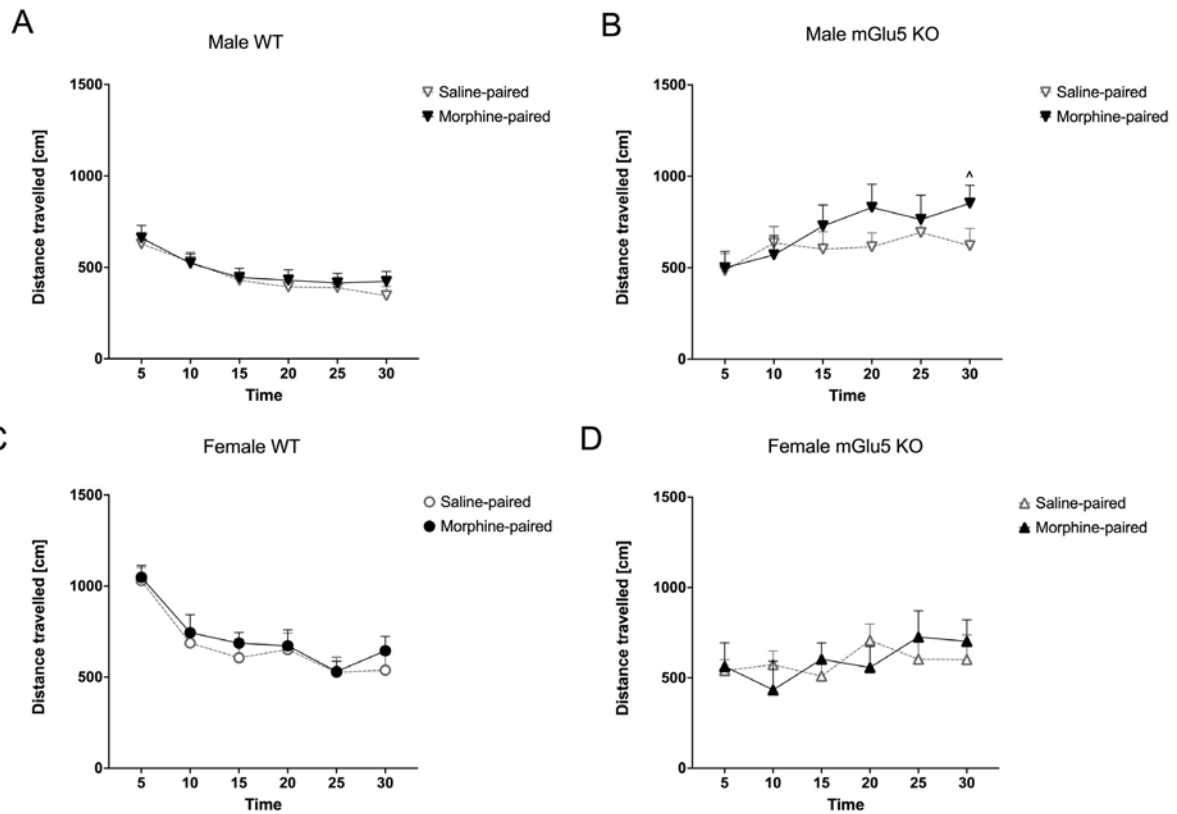 A
Male WT
1500
1000
500
0
Distance travelled [cm]
5 10 15 20 25 30
Time
Saline-paired
Morphine-paired
B
Male mGlu5 KO
1500
1000
500
0
Distance travelled [cm]
5 10 15 20 25 30
Time
Saline-paired
Morphine-paired
^
C
Female WT
1500
1000
500
0
Distance travelled [cm]
5 10 15 20 25 30
Time
Saline-paired
Morphine-paired
D
Female mGlu5 KO
1500
1000
500
0
Distance travelled [cm]
5 10 15 20 25 30
Time
Saline-paired
Morphine-paired